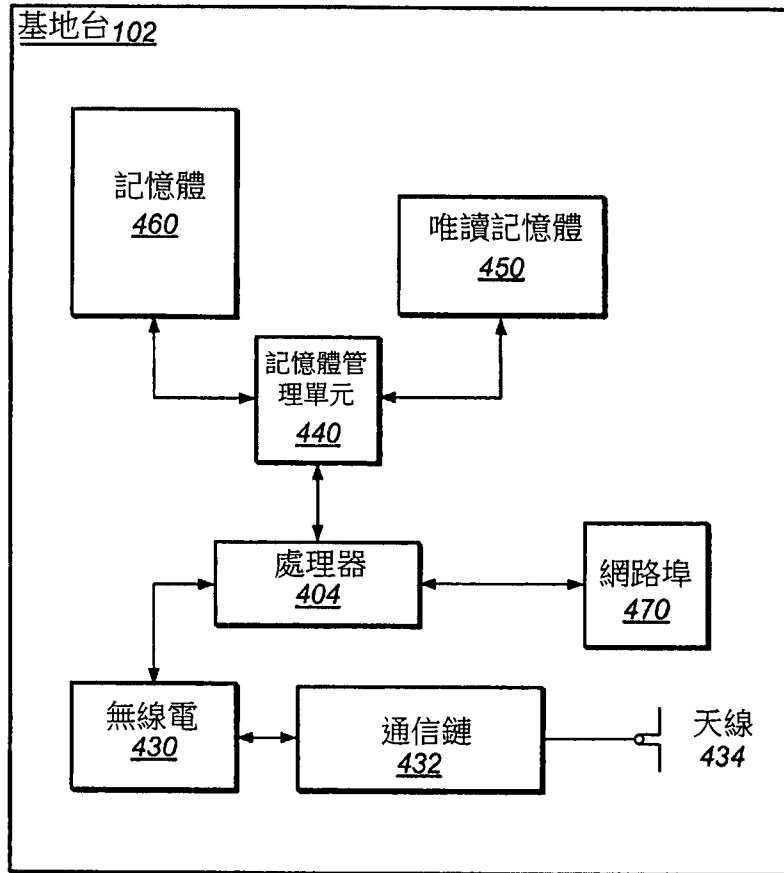 基地台102
記憶體
460
唯讀記憶體
450
記憶體管
理單元
440
處理器
404
網路埠
470
無線電
430
通信鏈
432
天線
434